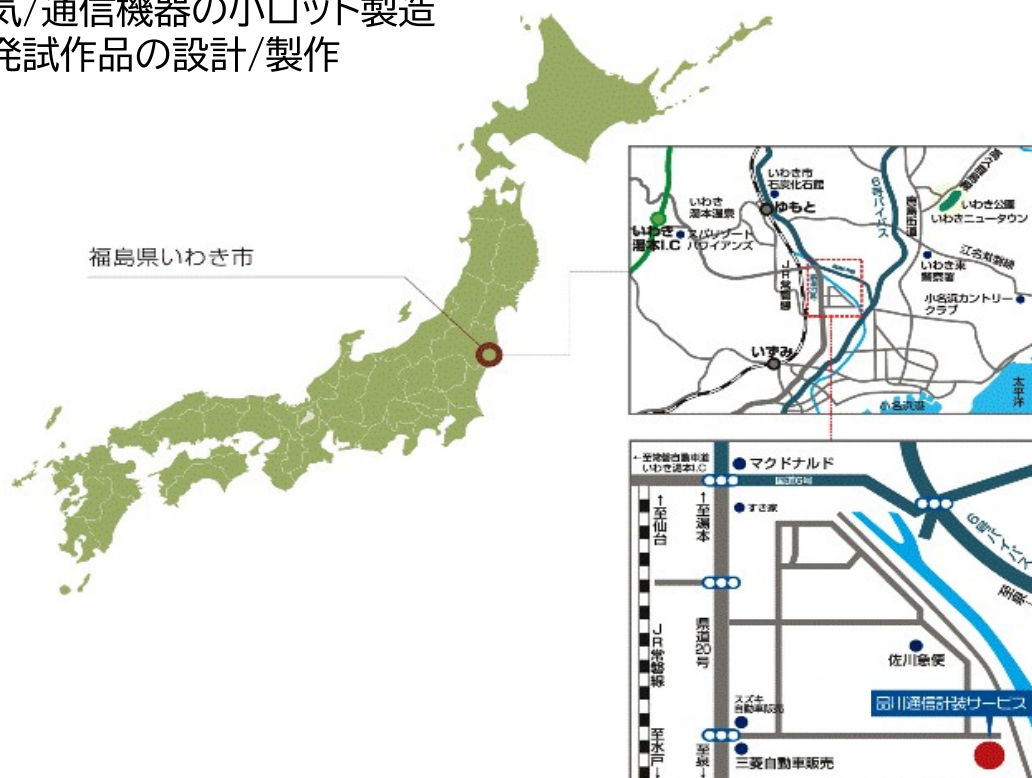 気/通信機器の小ロット製造
発試作品の設計/製作
福島県いわき市
いわき市
石炭化石館
ゆもと
いわき
湯本温泉
いわき
湯本I.C
スパリゾート
ハワイアンズ
6号バイパス
JR常磐線
いわき公園
いわきニュータウン
江名常磐線
いわき東
警察署
小名浜カントリー
クラブ
いずみ
小名浜港
太平洋
←至常磐自動車道
いわき湯本I.C
マクドナルド
国道6号
すき家
↑至仙台
↑至湯本
6号バイパス
県道20号
JR常磐線
佐川急便
品川通信計装サービス
スズキ
自動車販売
三菱自動車販売
至水戸↓
至泉↓